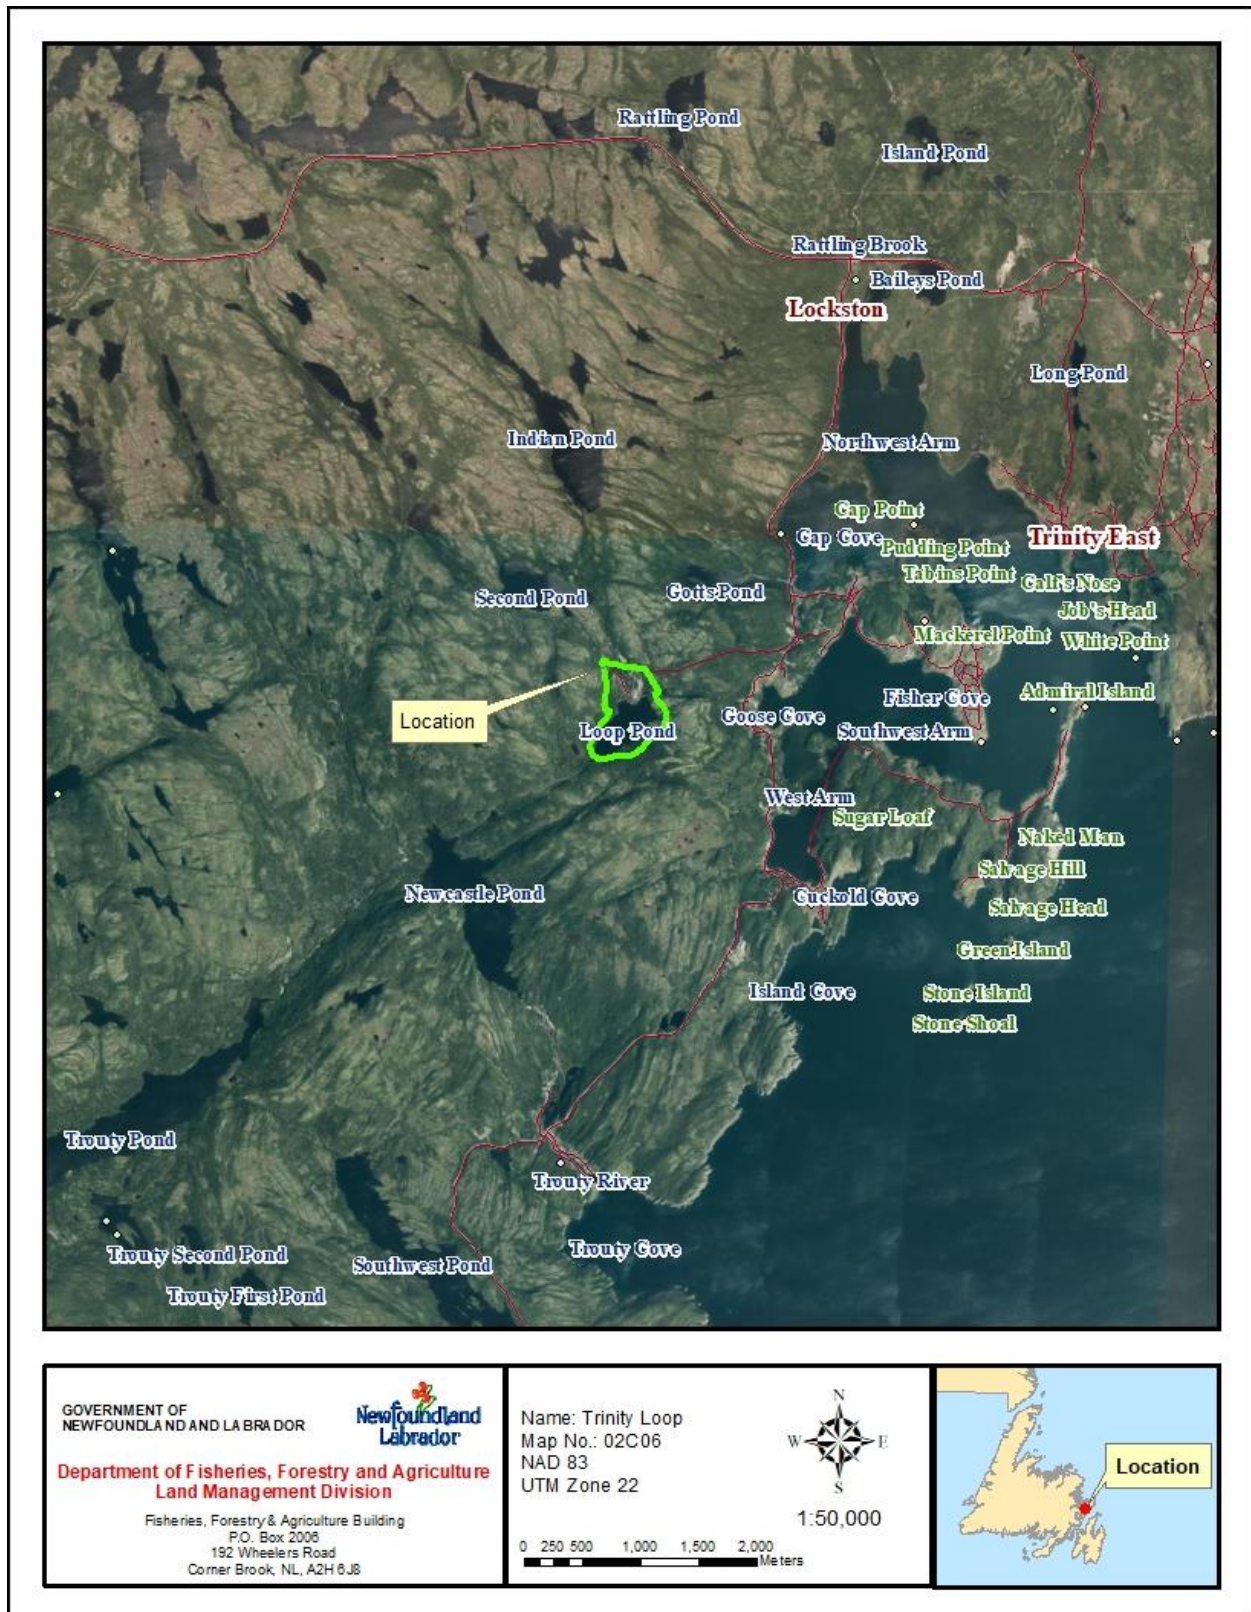 Rattling Pond
Island Pond
Rattling Brook
Baileys Pond
Lockston
Long Pond
Indian Pond
Northwest Arm
Cap Point
Cap Cove
Pudding Point
Trinity East
Tabins Point
Calf's Nose
Second Pond
Gotts Pond
Job's Head
Mackerel Point
White Point
Location
Fisher Cove
Admiral Island
Goose Cove
Loop Pond
Southwest Arm
West Arm
Sugar Loaf
Naked Man
Salvage Hill
Newcastle Pond
Cuckold Cove
Salvage Head
Green Island
Island Cove
Stone Island
Stone Shoal
Trouty Pond
Trouty River
Trouty Second Pond
Trouty Cove
Southwest Pond
Trouty First Pond
GOVERNMENT OF
NEWFOUNDLAND AND LABRADOR
Newfoundland
Labrador
Department of Fisheries, Forestry and Agriculture
Land Management Division
Fisheries, Forestry & Agriculture Building
P.O. Box 2006
192 Wheelers Road
Corner Brook, NL, A2H 6J8
Name: Trinity Loop
Map No.: 02C06
NAD 83
UTM Zone 22
N
W E
S
1:50,000
0 250 500 1,000 1,500 2,000
Meters
Location